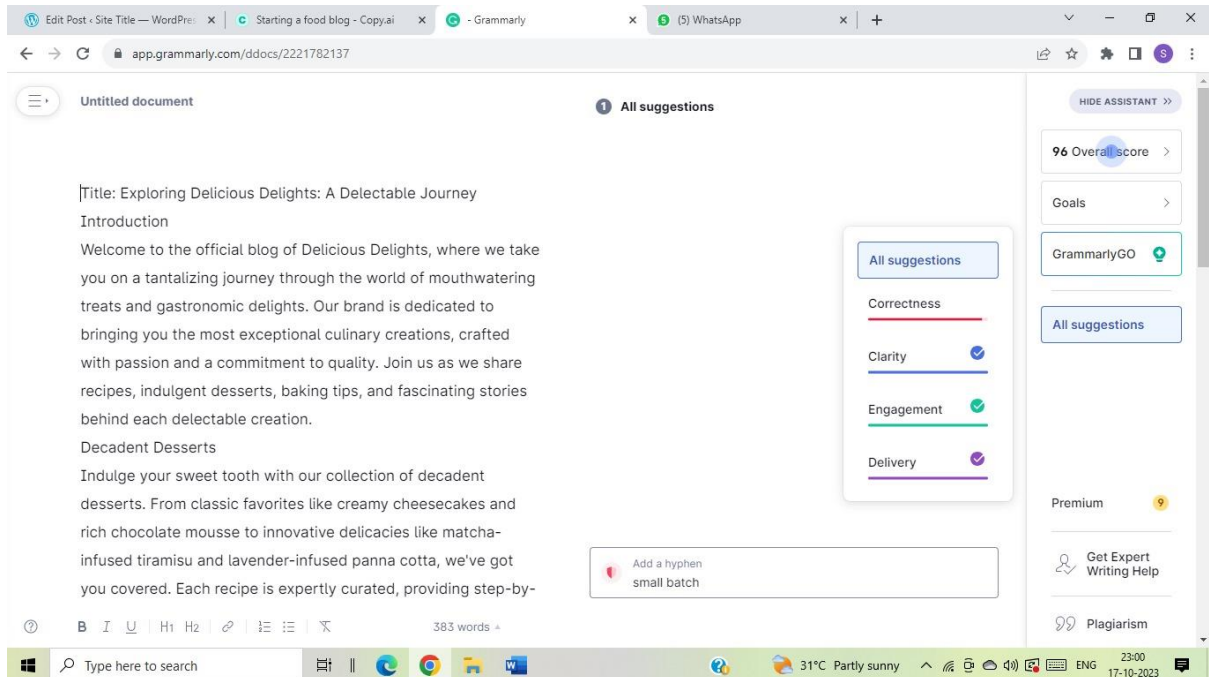 Edit Post ‹ Site Title — WordPre
Starting a food blog - Copy.ai
- Grammarly
(5) WhatsApp
app.grammarly.com/ddocs/2221782137
S
Untitled document
1 All suggestions
HIDE ASSISTANT
96 Overall score
Goals
GrammarlyGO
All suggestions
Title: Exploring Delicious Delights: A Delectable Journey
Introduction
Welcome to the official blog of Delicious Delights, where we take
you on a tantalizing journey through the world of mouthwatering
treats and gastronomic delights. Our brand is dedicated to
bringing you the most exceptional culinary creations, crafted
with passion and a commitment to quality. Join us as we share
recipes, indulgent desserts, baking tips, and fascinating stories
behind each delectable creation.
Decadent Desserts
Indulge your sweet tooth with our collection of decadent
desserts. From classic favorites like creamy cheesecakes and
rich chocolate mousse to innovative delicacies like matcha-
infused tiramisu and lavender-infused panna cotta, we've got
you covered. Each recipe is expertly curated, providing step-by-
All suggestions
Correctness
Clarity
Engagement
Delivery
Add a hyphen
small batch
Premium 9
Get Expert
Writing Help
Plagiarism
B I U H1 H2
383 words
Type here to search
31°C Partly sunny
ENG
23:00
17-10-2023